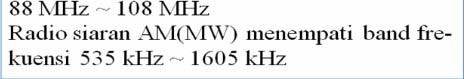 88 MHz ~ 108 MHz
Radio siaran AM(MW) menempati band fre-
kuensi 535 kHz ~ 1605 kHz